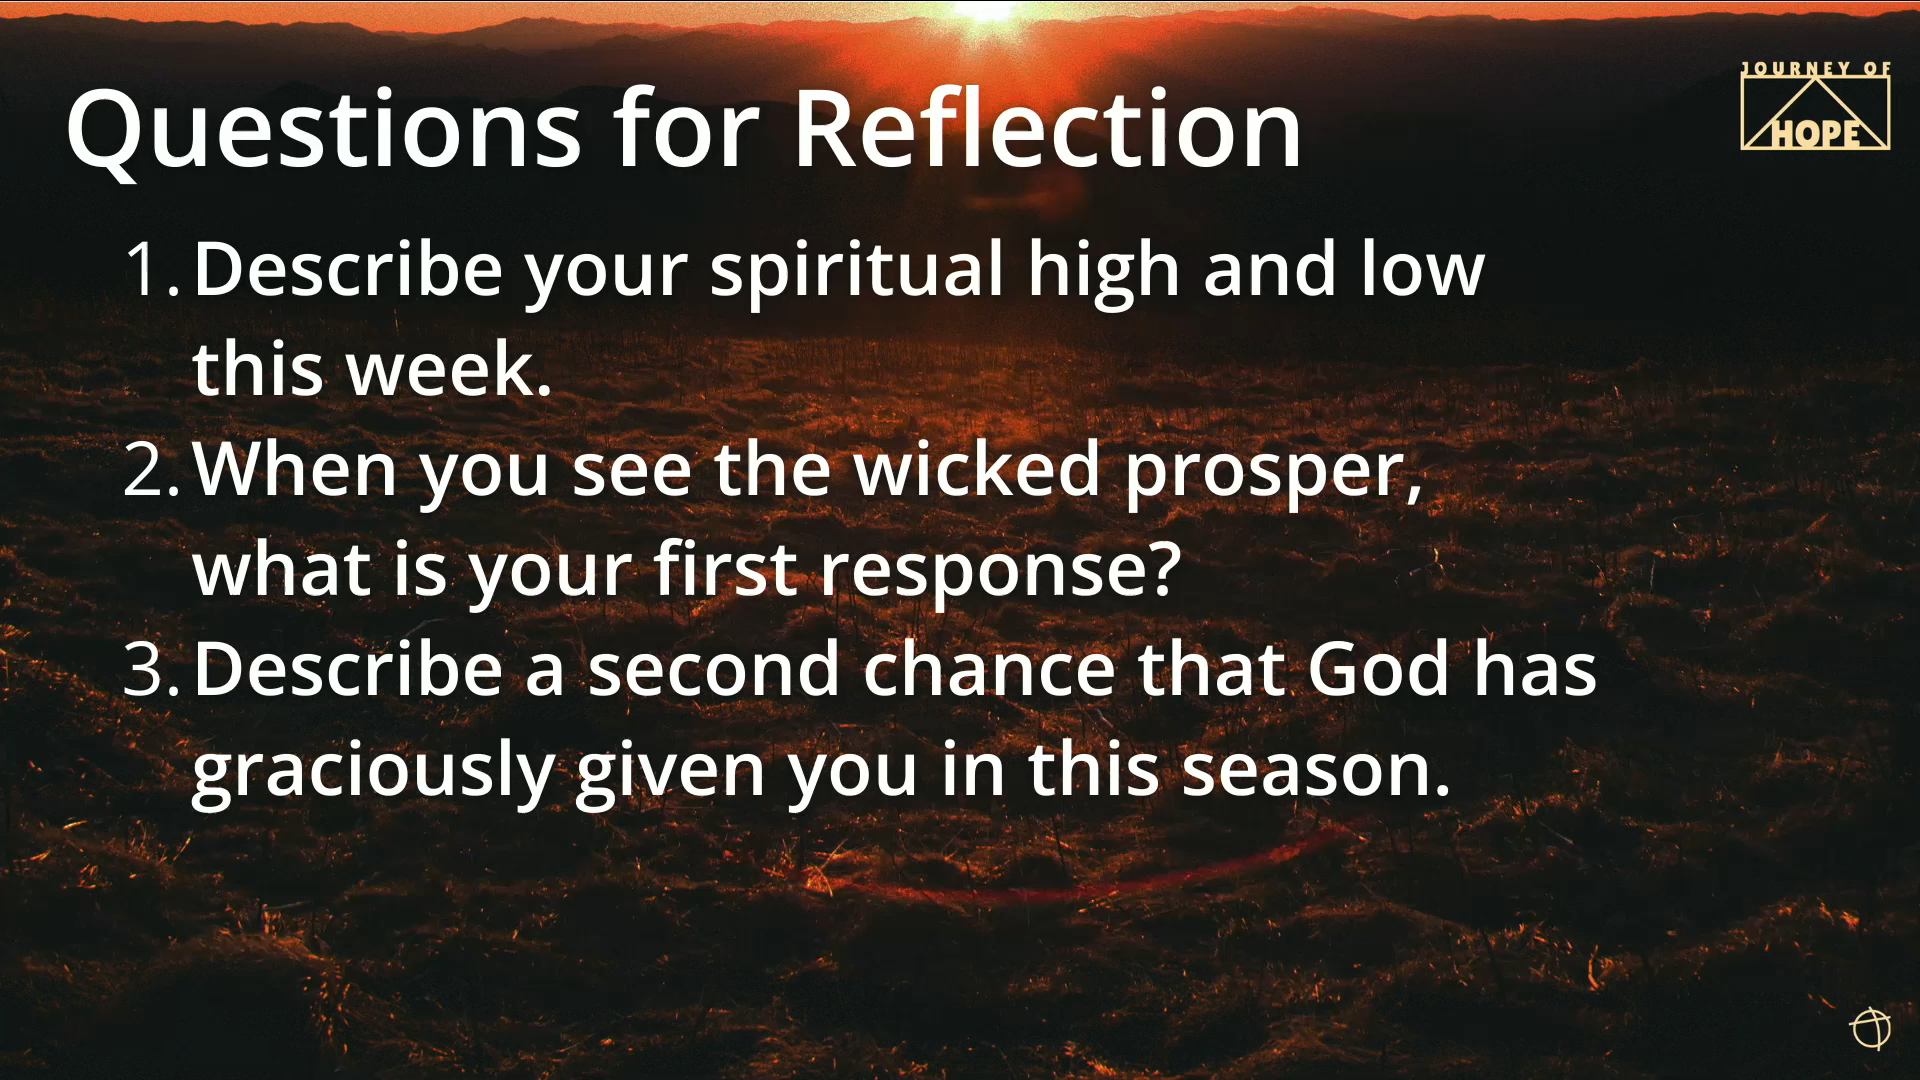 JOURNEY OF
HOPE
Questions for Reflection
1. Describe your spiritual high and low
this week.
2. When you see the wicked prosper,
what is your first response?
3. Describe a second chance that God has
graciously given you in this season.